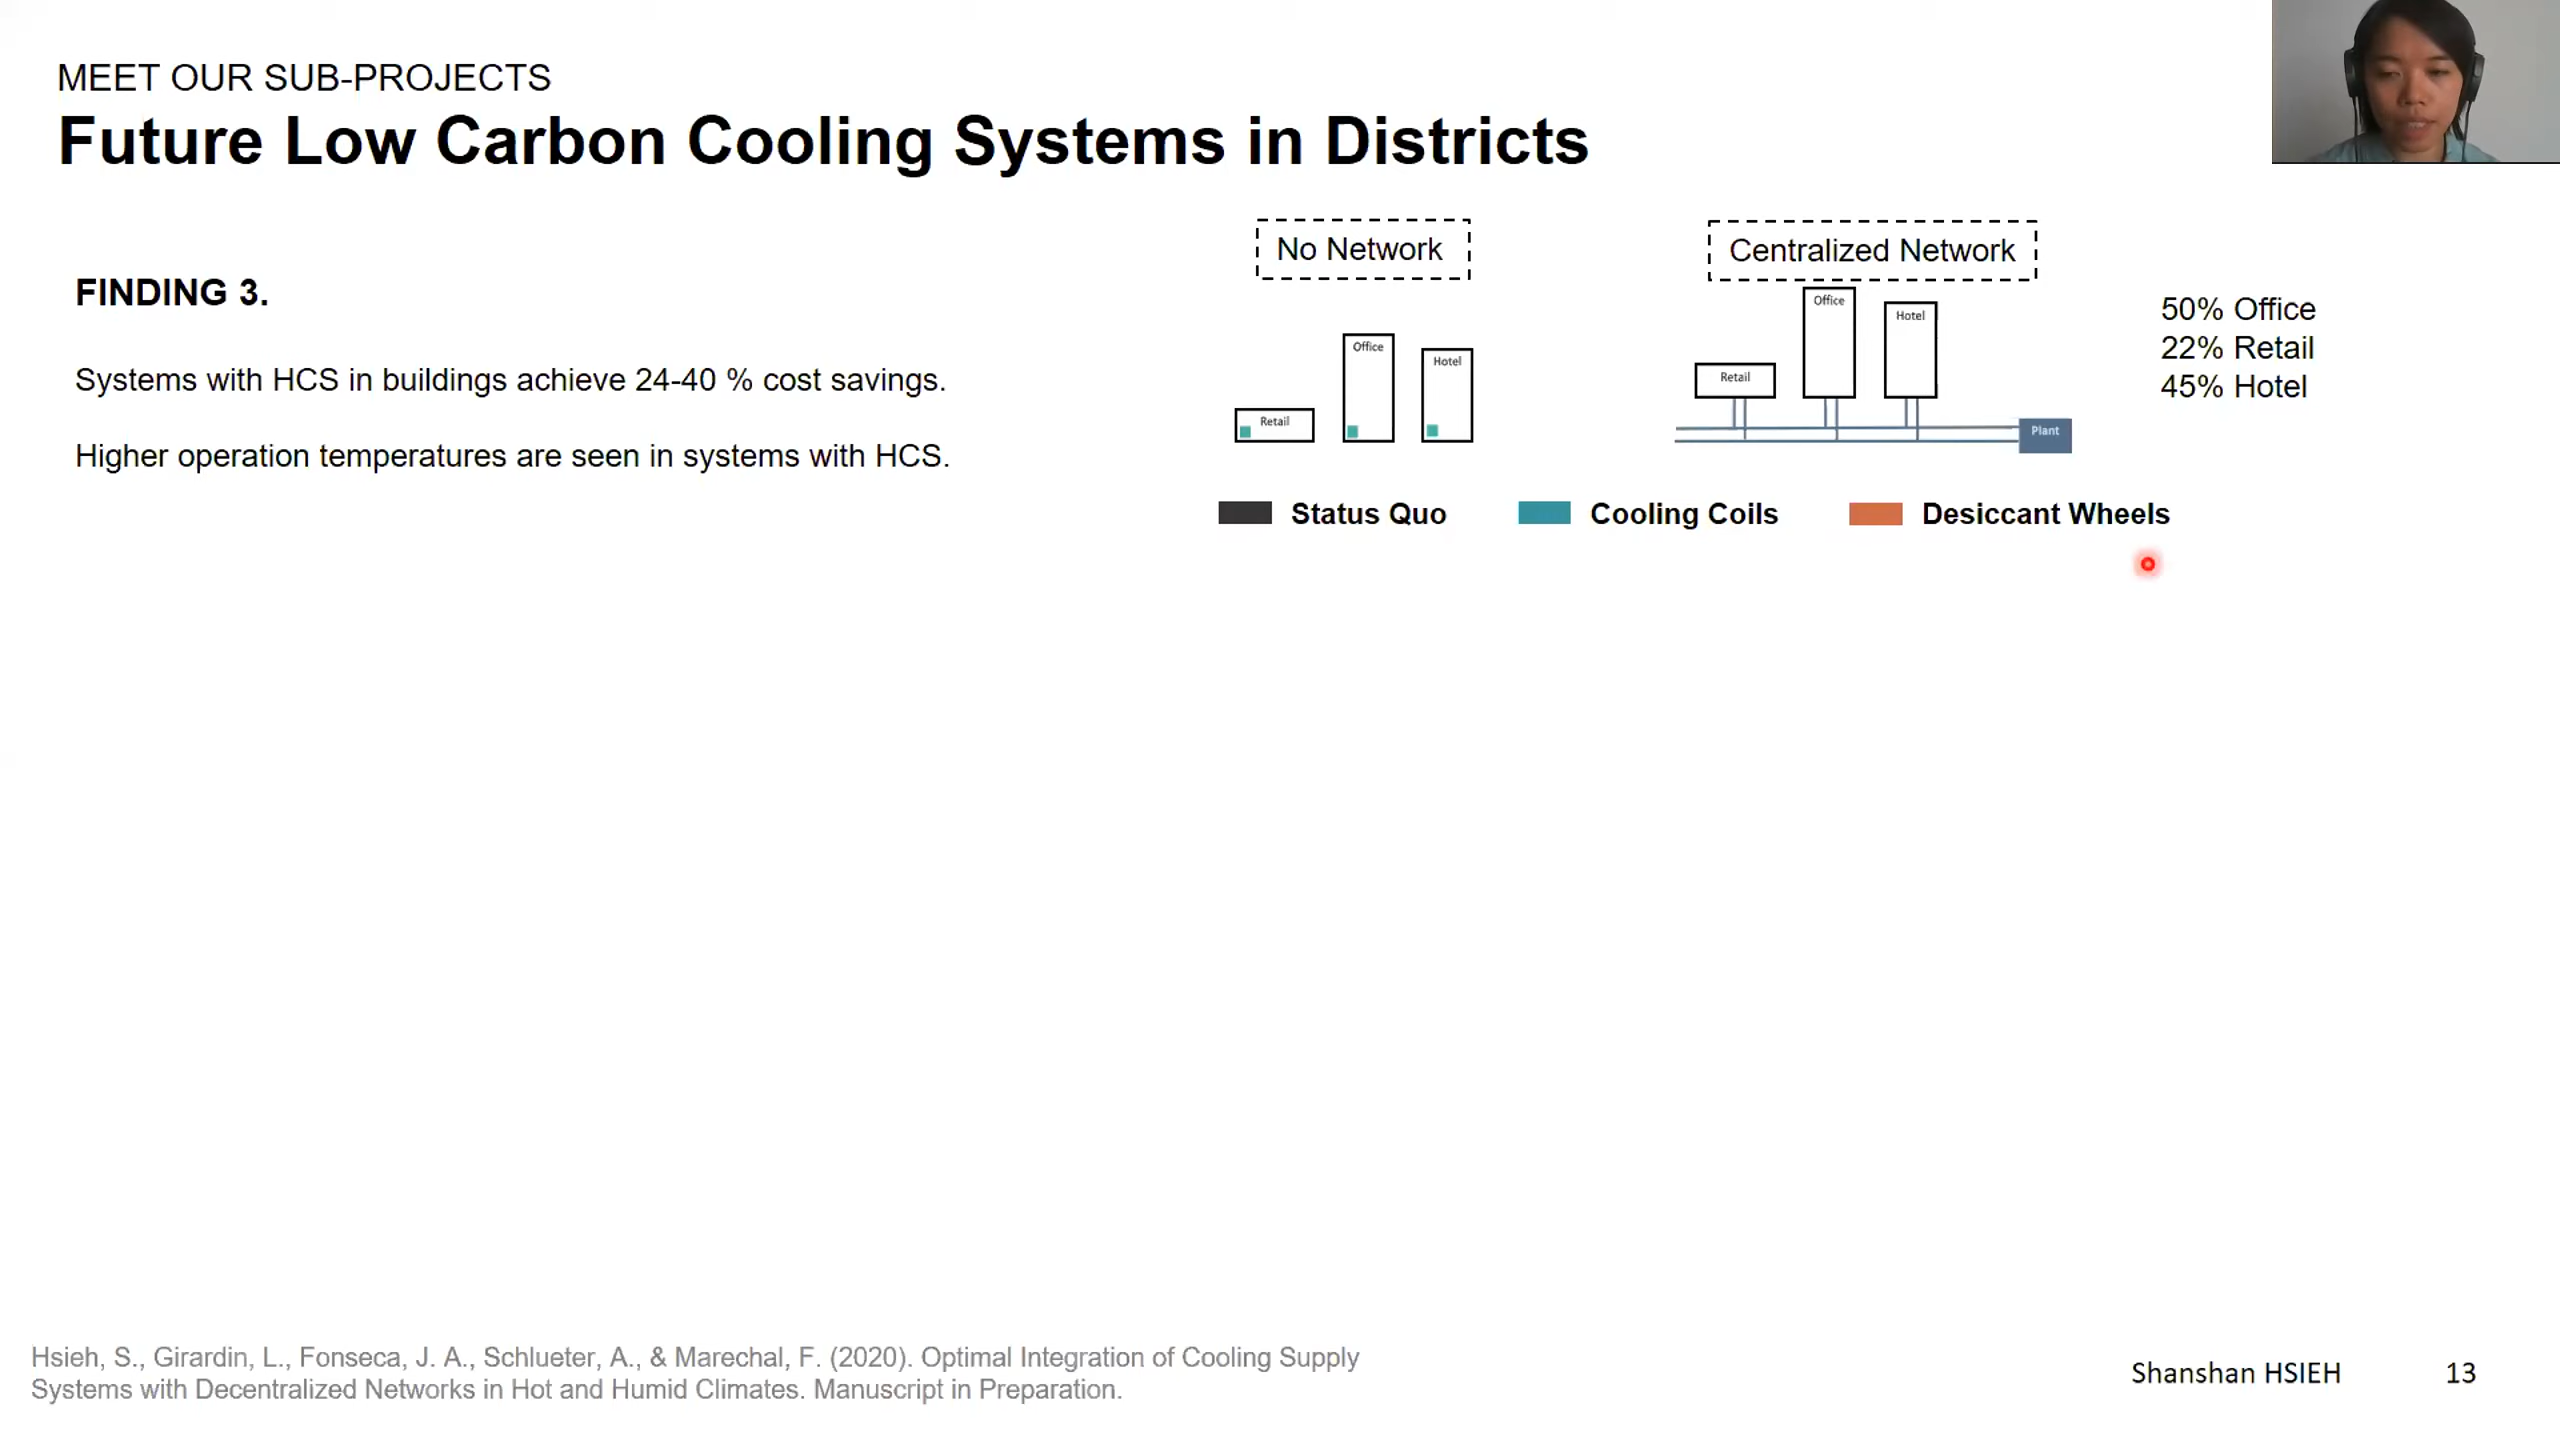 MEET OUR SUB-PROJECTS
Future Low Carbon Cooling Systems in Districts
FINDING 3.
Systems with HCS in buildings achieve 24-40 % cost savings.
Higher operation temperatures are seen in systems with HCS.
No Network
Retail
Office
Hotel
Centralized Network
Retail
Office
Hotel
Plant
50% Office
22% Retail
45% Hotel
Status Quo
Cooling Coils
Desiccant Wheels
Hsieh, S., Girardin, L., Fonseca, J. A., Schlueter, A., & Marechal, F. (2020). Optimal Integration of Cooling Supply
Systems with Decentralized Networks in Hot and Humid Climates. Manuscript in Preparation.
Shanshan HSIEH
13